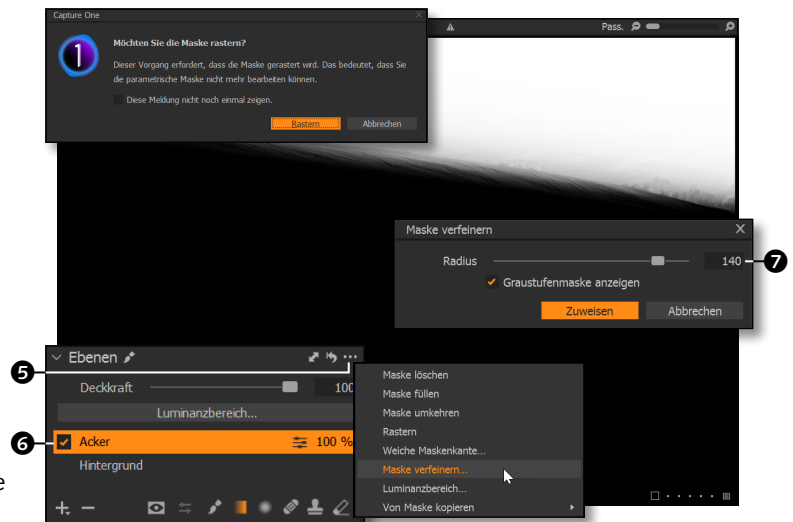 Capture One
Möchten Sie die Maske rastern?
Dieser Vorgang erfordert, dass die Maske gerastert wird. Das bedeutet, dass Sie
die parametrische Maske nicht mehr bearbeiten können.
Diese Meldung nicht noch einmal zeigen.
Rastern Abbrechen
Pass.
Maske verfeinern X
Radius 140
7
Graustufenmaske anzeigen
Zuweisen Abbrechen
5
Ebenen
Deckkraft 100
Luminanzbereich...
6
Acker 100 %
Hintergrund
Maske löschen
Maske füllen
Maske umkehren
Rastern
Weiche Maskenkante...
Maske verfeinern...
Luminanzbereich...
Von Maske kopieren
e